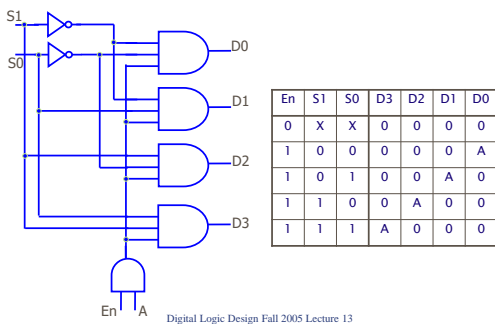 S1
S0
D0
D1
D2
D3
En A
En S1 S0 D3 D2 D1 D0
0 X X 0 0 0 0
1 0 0 0 0 0 A
1 0 1 0 0 A 0
1 1 0 0 A 0 0
1 1 1 A 0 0 0
Digital Logic Design Fall 2005 Lecture 13